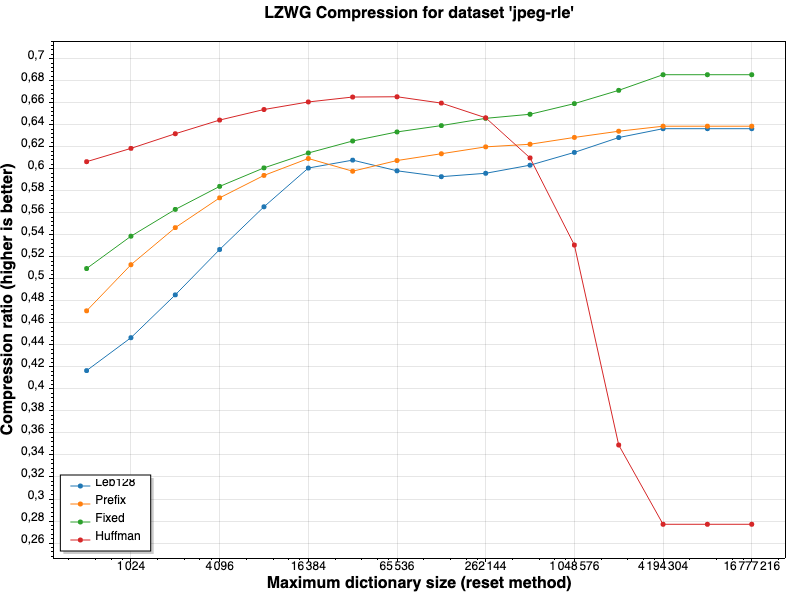 LZWG Compression for dataset 'jpeg-rle'
Compression ratio (higher is better)
0,7
0,68
0,66
0,64
0,62
0,6
0,58
0,56
0,54
0,52
0,5
0,48
0,46
0,44
0,42
0,4
0,38
0,36
0,34
0,32
0,3
0,28
0,26
Leb128
Prefix
Fixed
Huffman
1 024 4 096 16 384 65 536 262 144 1 048 576 4 194 304 16 777 216
Maximum dictionary size (reset method)